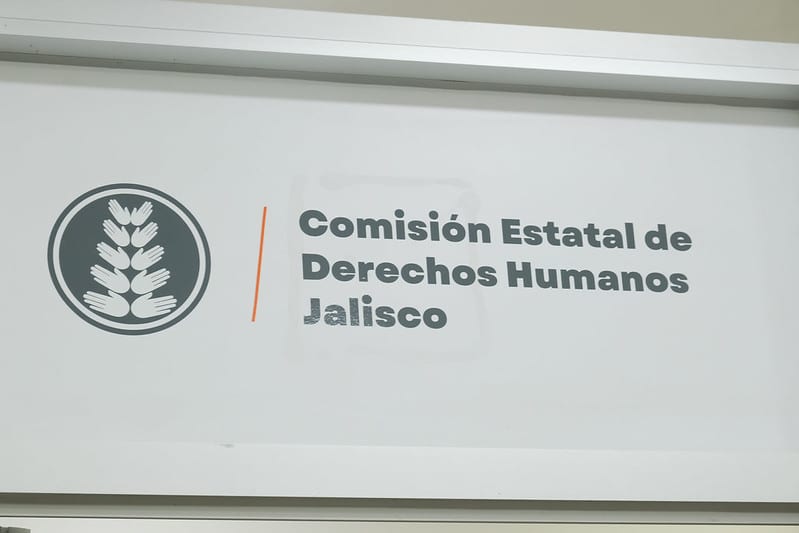 Comisión Estatal de
Derechos Humanos
Jalisco